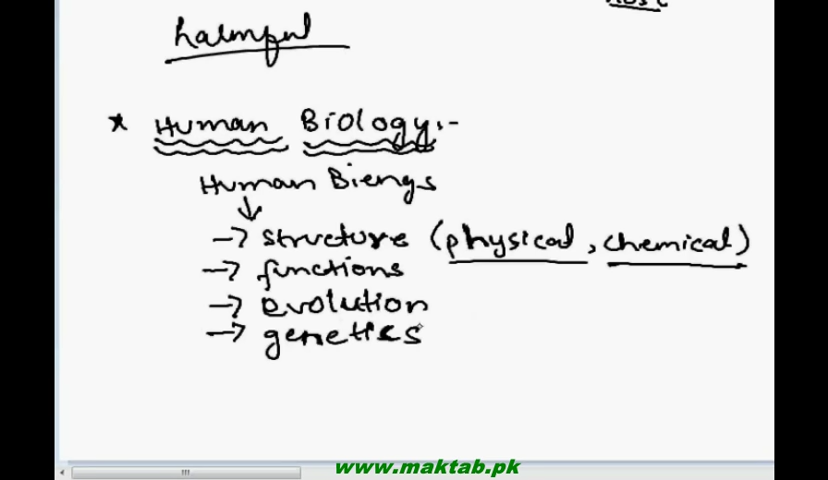 harmful
* Human Biology:-
Human Biengs
↓
→ structure (physical, chemical)
→ functions
→ evolution
→ genetics
www.maktab.pk